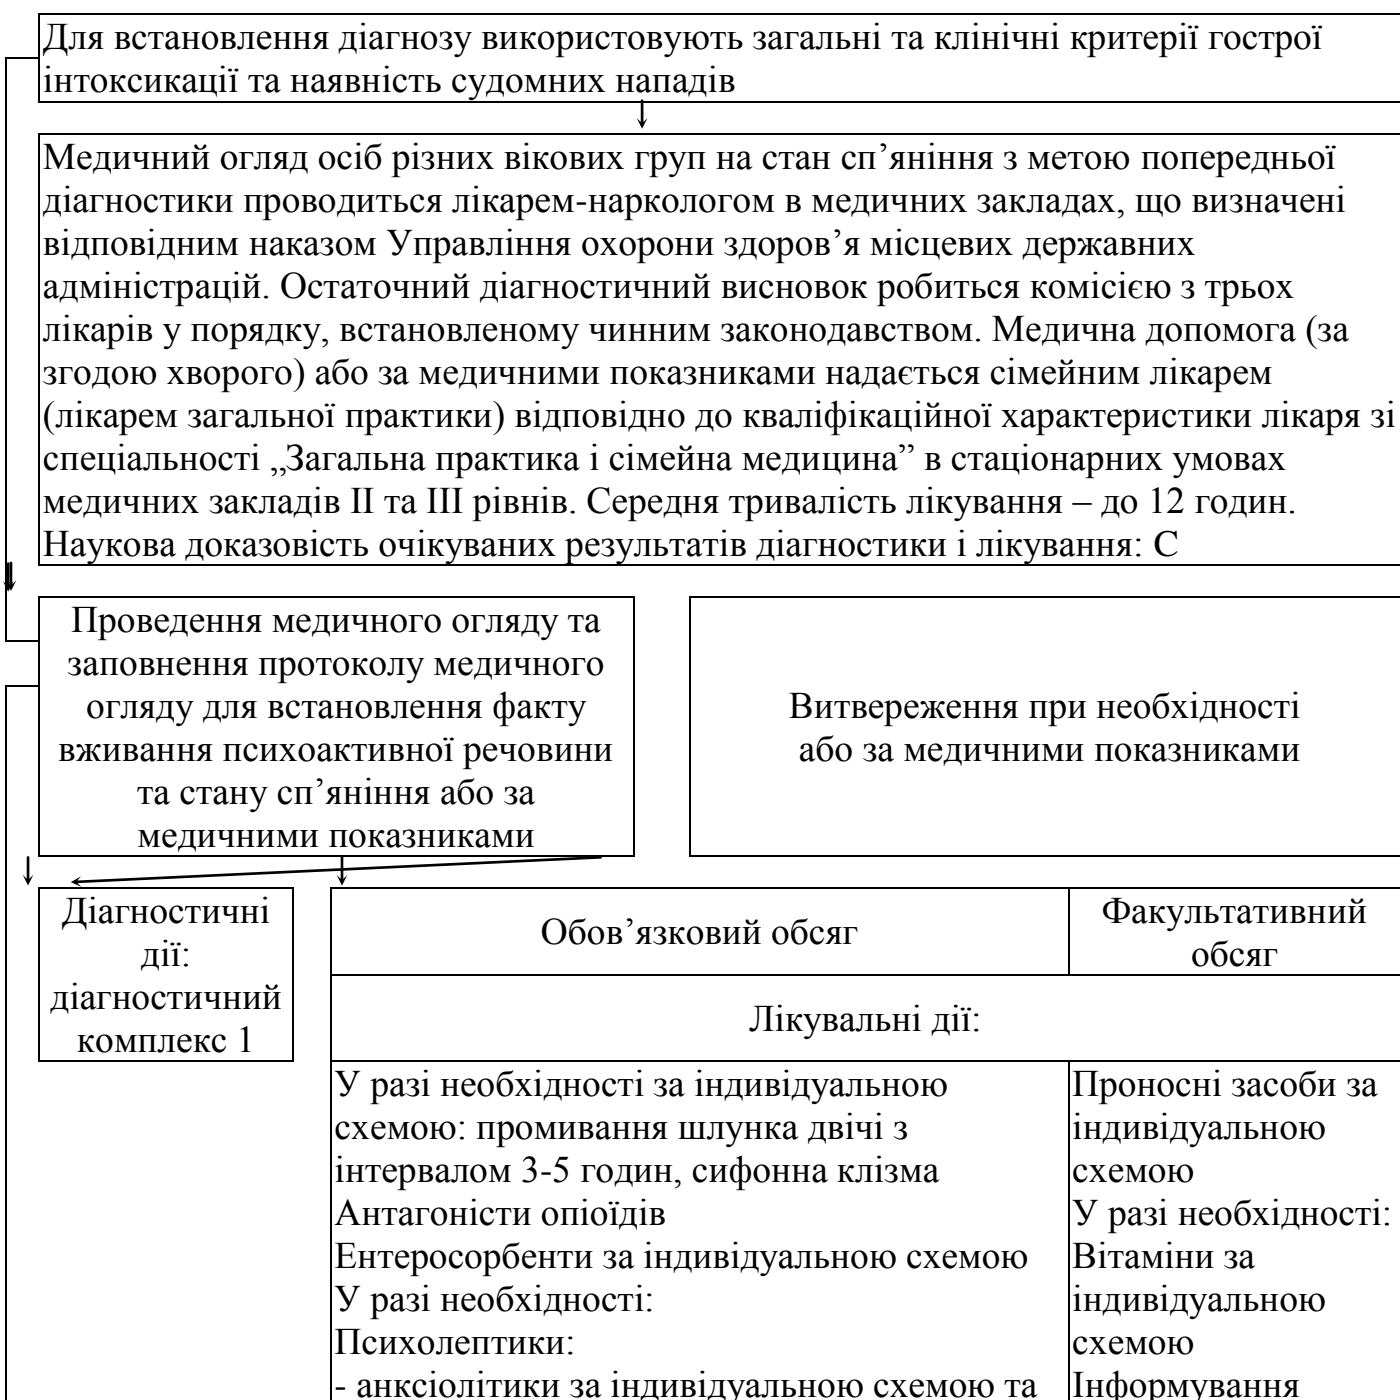 Для встановлення діагнозу використовують загальні та клінічні критерії гострої
інтоксикації та наявність судомних нападів
Медичний огляд осіб різних вікових груп на стан сп’яніння з метою попередньої
діагностики проводиться лікарем-наркологом в медичних закладах, що визначені
відповідним наказом Управління охорони здоров’я місцевих державних
адміністрацій. Остаточний діагностичний висновок робиться комісією з трьох
лікарів у порядку, встановленому чинним законодавством. Медична допомога (за
згодою хворого) або за медичними показниками надається сімейним лікарем
(лікарем загальної практики) відповідно до кваліфікаційної характеристики лікаря зі
спеціальності „Загальна практика і сімейна медицина” в стаціонарних умовах
медичних закладів ІІ та ІІІ рівнів. Середня тривалість лікування – до 12 годин.
Наукова доказовість очікуваних результатів діагностики і лікування: С
Проведення медичного огляду та
заповнення протоколу медичного
огляду для встановлення факту
вживання психоактивної речовини
та стану сп’яніння або за
медичними показниками
Витвереження при необхідності
або за медичними показниками
Діагностичні
дії:
діагностичний
комплекс 1
Обов’язковий обсяг
Факультативний
обсяг
Лікувальні дії:
У разі необхідності за індивідуальною
схемою: промивання шлунка двічі з
інтервалом 3-5 годин, сифонна клізма
Антагоністи опіоїдів
Ентеросорбенти за індивідуальною схемою
У разі необхідності:
Психолептики:
- анксіолітики за індивідуальною схемою та
Проносні засоби за
індивідуальною
схемою
У разі необхідності:
Вітаміни за
індивідуальною
схемою
Інформування